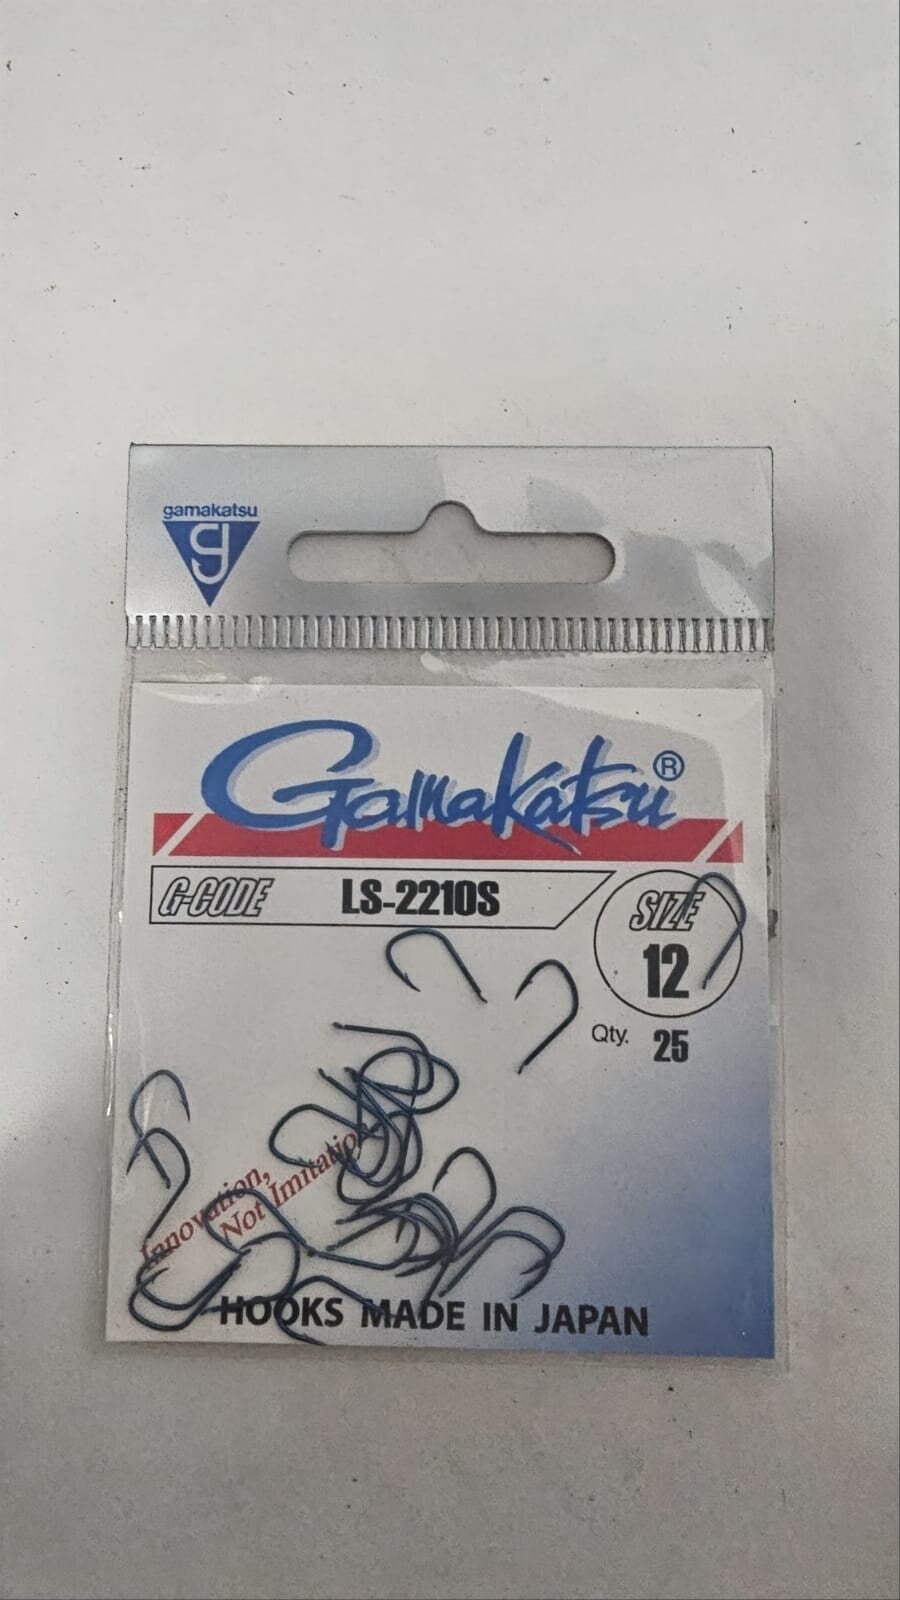 gamakatsu
Gamakatsu®
G-CODE LS-2210S
SIZE
12
Qty. 25
Innovation,
Not Imitation
HOOKS MADE IN JAPAN